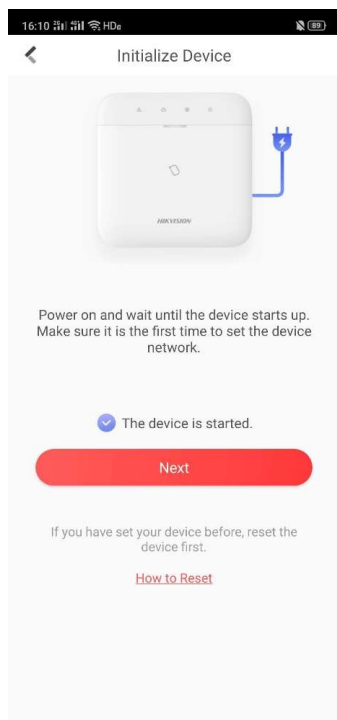 16:10 HD 89
Initialize Device
HIKVISION
Power on and wait until the device starts up.
Make sure it is the first time to set the device
network.
The device is started.
Next
If you have set your device before, reset the
device first.
How to Reset